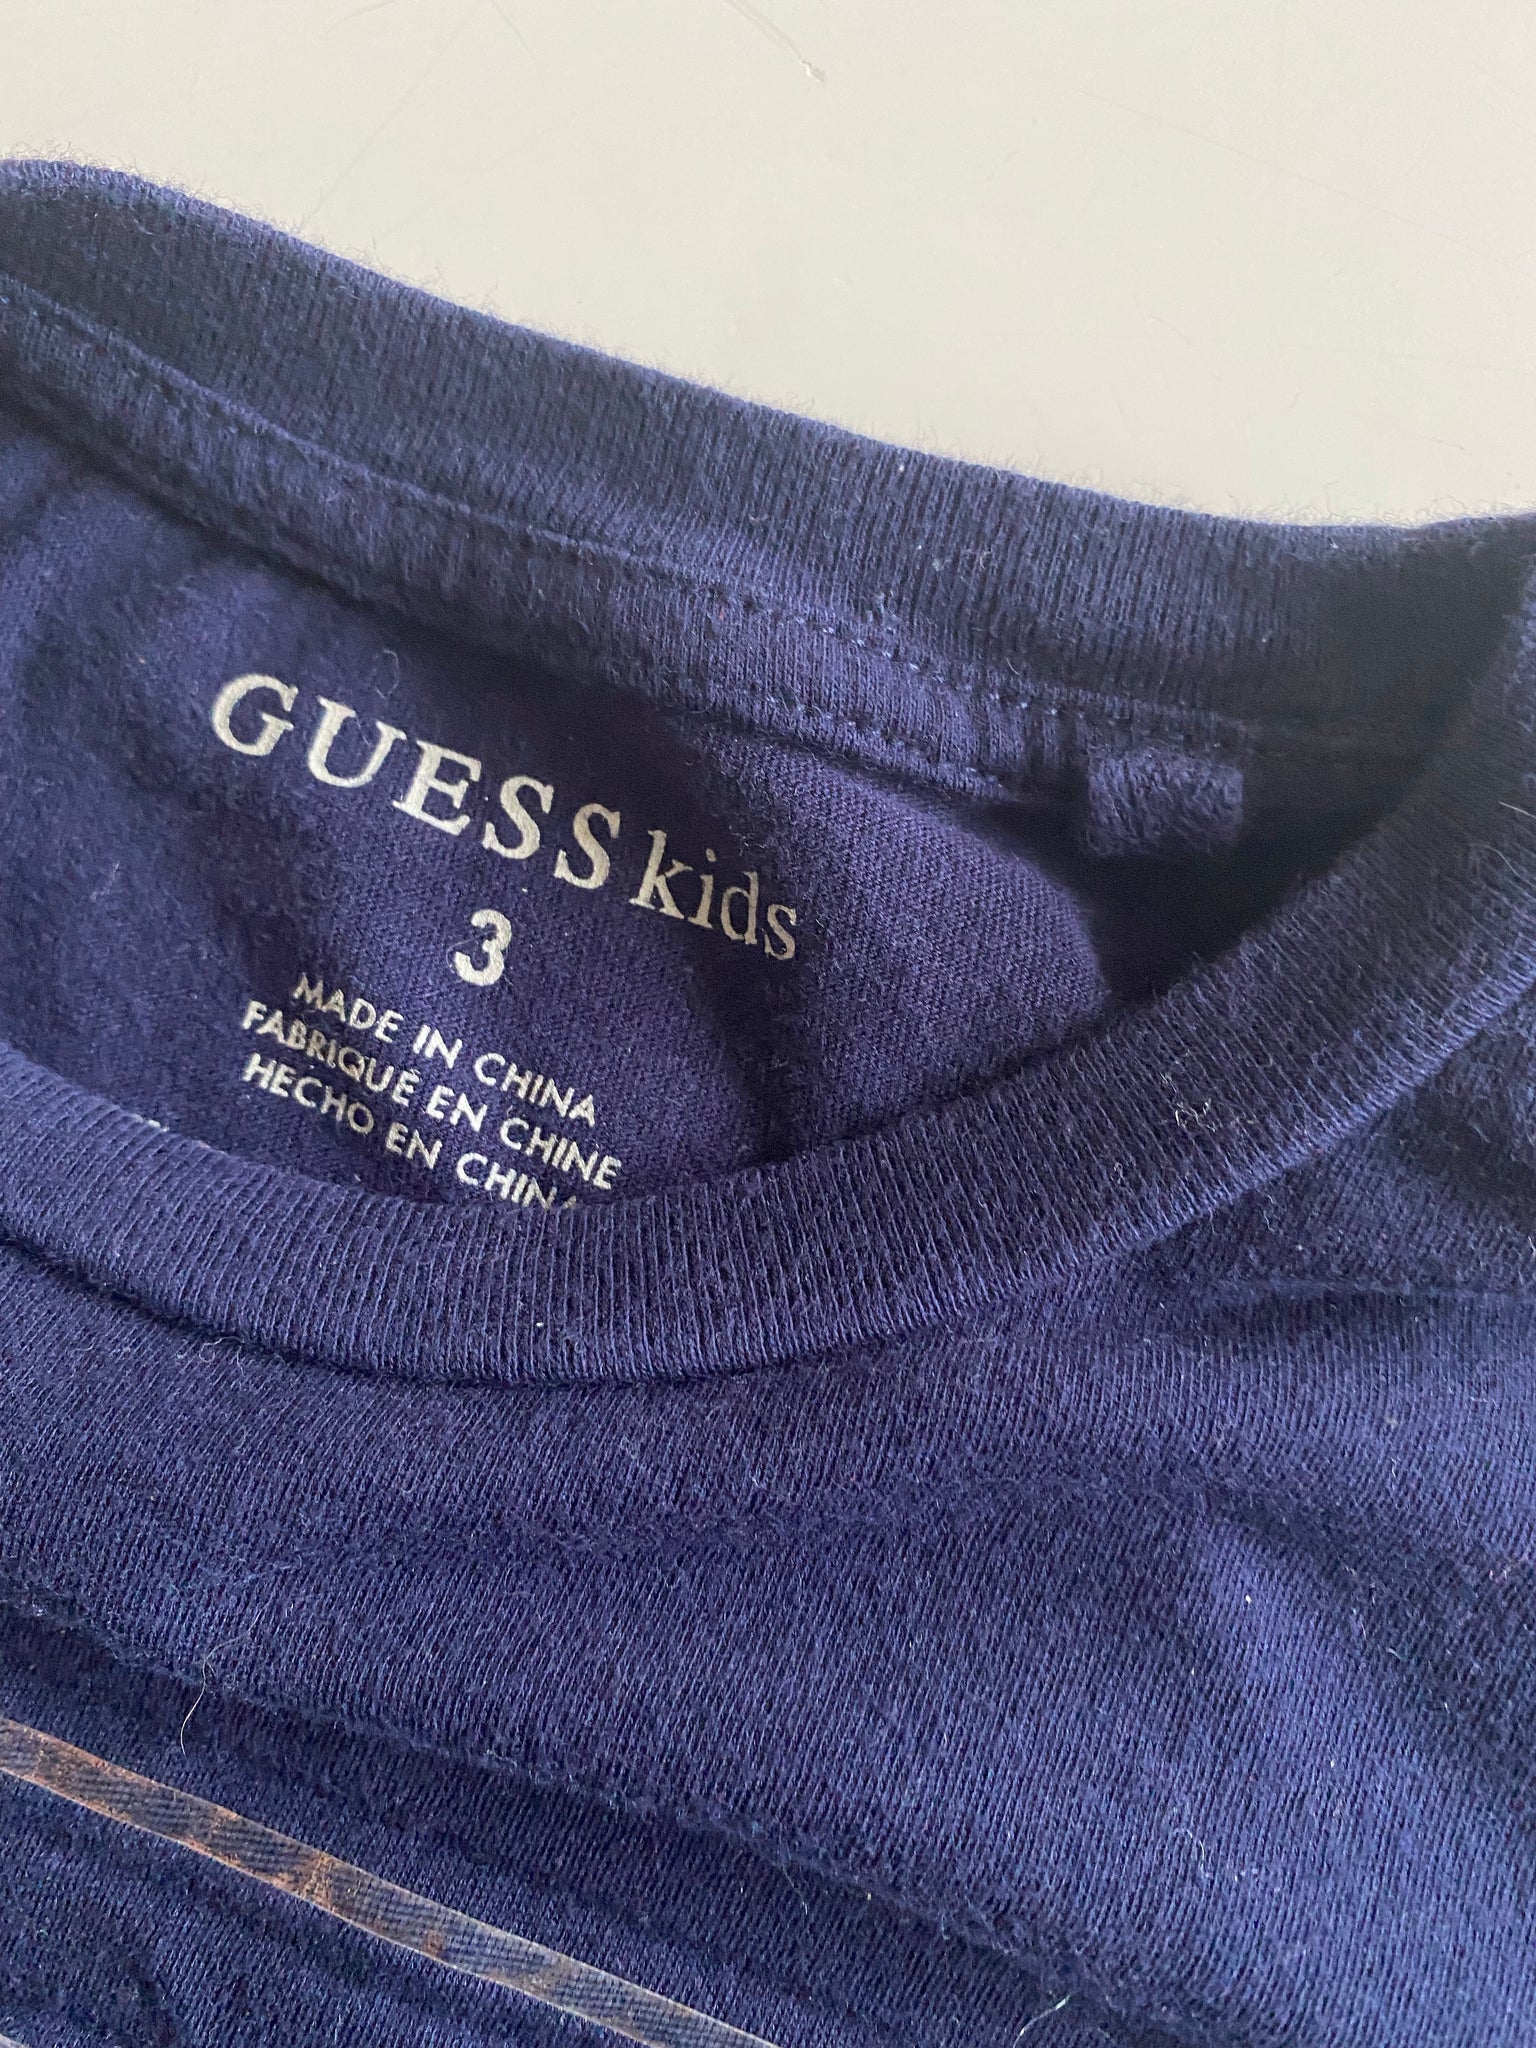 GUESS kids
3
MADE IN CHINA
FABRIQUÉ EN CHINE
HECHO EN CHINA